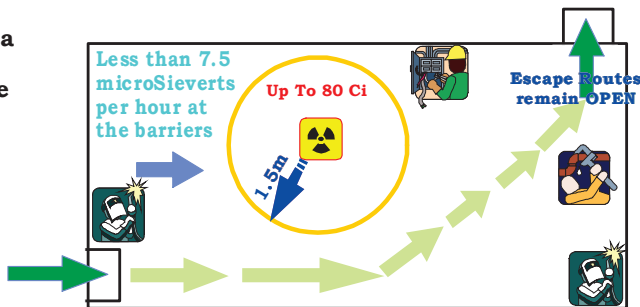 a
e
Less than 7.5
microSieverts
per hour at
the barriers
Up To 80 Ci
1.5m
Escape Routes
remain OPEN